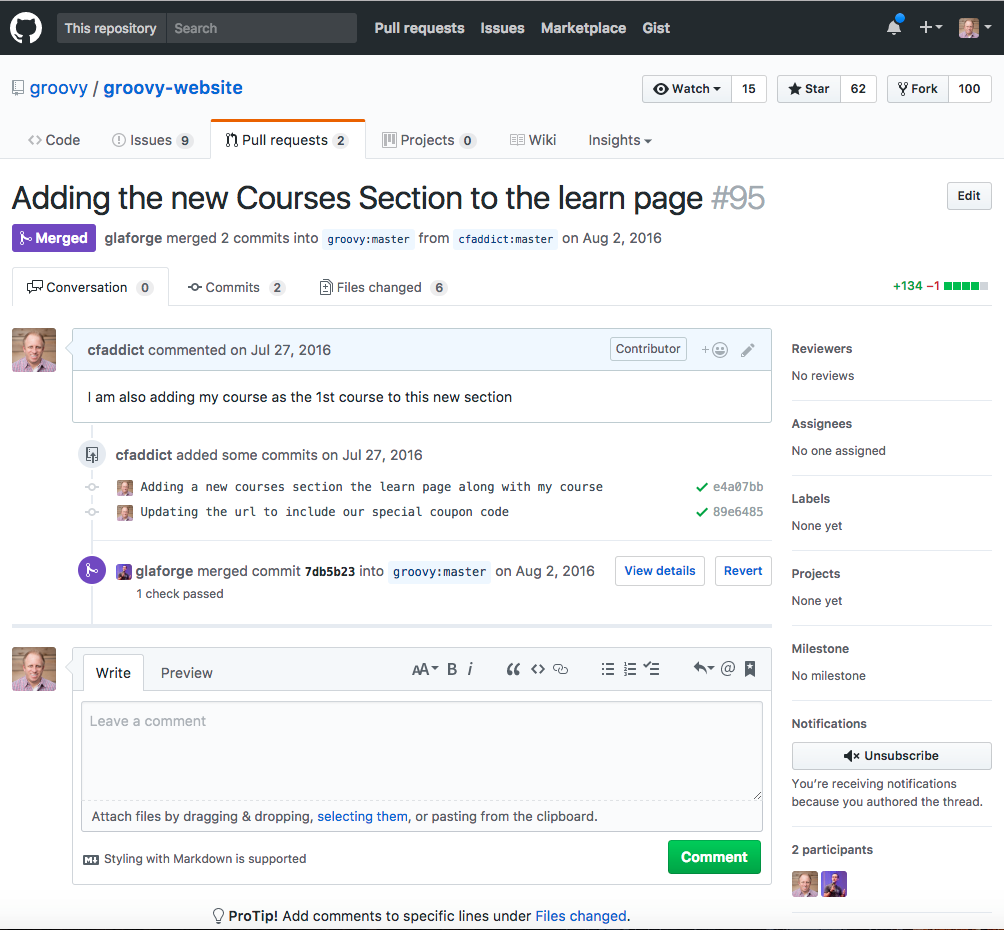 This repository Search Pull requests Issues Marketplace Gist
groovy / groovy-website
Watch 15 Star 62 Fork 100
Code Issues 9 Pull requests 2 Projects 0 Wiki Insights
Adding the new Courses Section to the learn page #95
Edit
Merged glaforge merged 2 commits into groovy:master from cfaddict:master on Aug 2, 2016
Conversation 0 Commits 2 Files changed 6
+134 −1
cfaddict commented on Jul 27, 2016
Contributor
I am also adding my course as the 1st course to this new section
cfaddict added some commits on Jul 27, 2016
Adding a new courses section the learn page along with my course e4a07bb
Updating the url to include our special coupon code 89e6485
glaforge merged commit 7db5b23 into groovy:master on Aug 2, 2016
View details Revert
1 check passed
Write Preview
AA B i
Leave a comment
Attach files by dragging & dropping, selecting them, or pasting from the clipboard.
Styling with Markdown is supported
Comment
ProTip! Add comments to specific lines under Files changed.
Reviewers
No reviews
Assignees
No one assigned
Labels
None yet
Projects
None yet
Milestone
No milestone
Notifications
Unsubscribe
You're receiving notifications
because you authored the thread.
2 participants